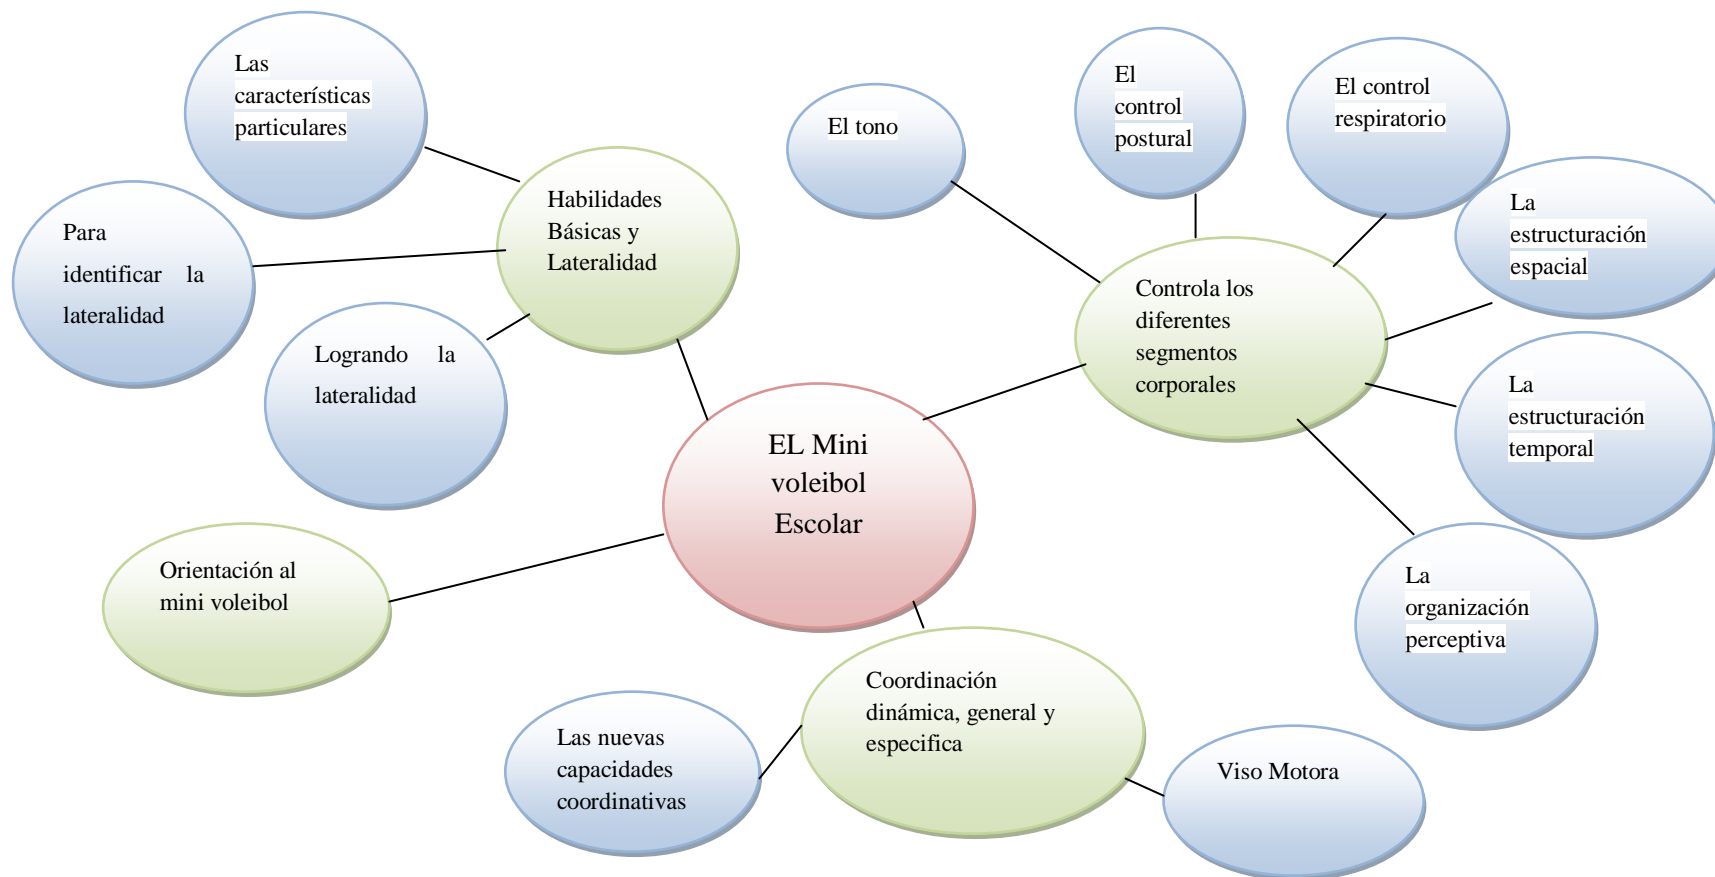 Las
características
particulares
Para
identificar la
lateralidad
Logrando la
lateralidad
Habilidades
Básicas y
Lateralidad
El tono
El
control
postural
El control
respiratorio
La
estructuración
espacial
Controla los
diferentes
segmentos
corporales
La
estructuración
temporal
La
organización
perceptiva
EL Mini
voleibol
Escolar
Orientación al
mini voleibol
Coordinación
dinámica, general y
especifica
Las nuevas
capacidades
coordinativas
Viso Motora